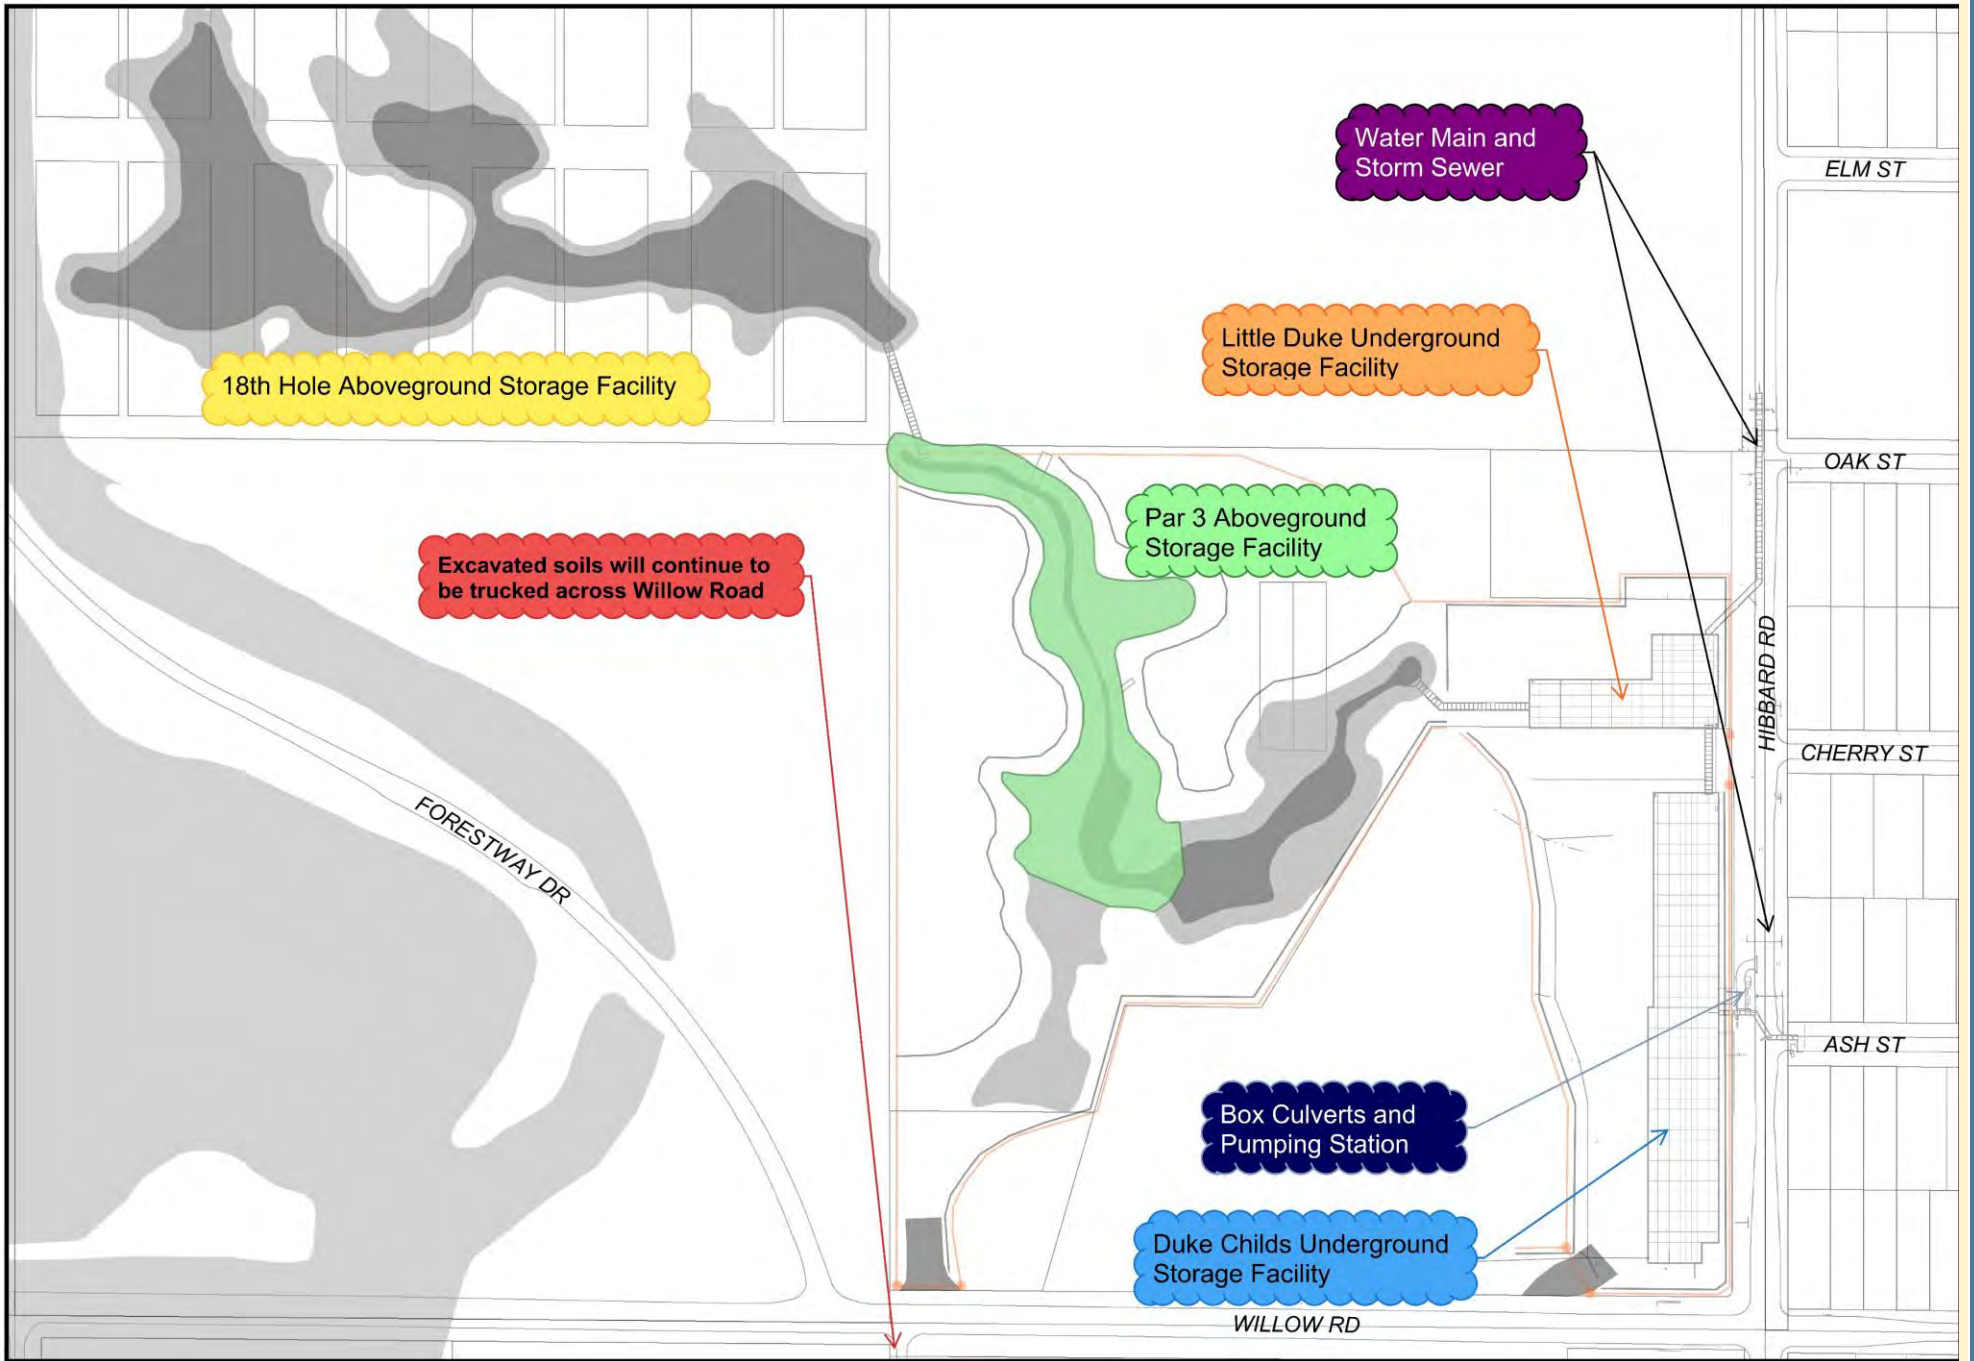 Water Main and
Storm Sewer
ELM ST
Little Duke Underground
Storage Facility
18th Hole Aboveground Storage Facility
OAK ST
Par 3 Aboveground
Storage Facility
Excavated soils will continue to
be trucked across Willow Road
HIBBARD RD
CHERRY ST
FORESTWAY DR
ASH ST
Box Culverts and
Pumping Station
Duke Childs Underground
Storage Facility
WILLOW RD